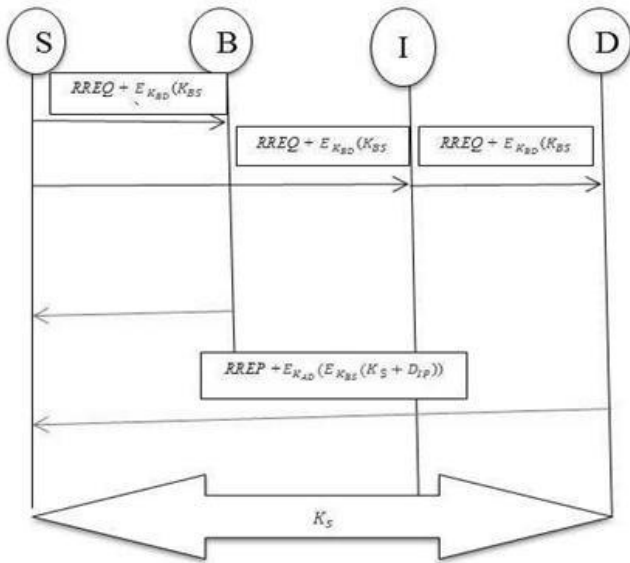 S B I D
RREQ + E_{K_{BD}}(K_{BS}
RREQ + E_{K_{BD}}(K_{BS} RREQ + E_{K_{BD}}(K_{BS}
RREP + E_{K_{AD}}(E_{K_{BS}}(K_S + D_{IP}))
K_S